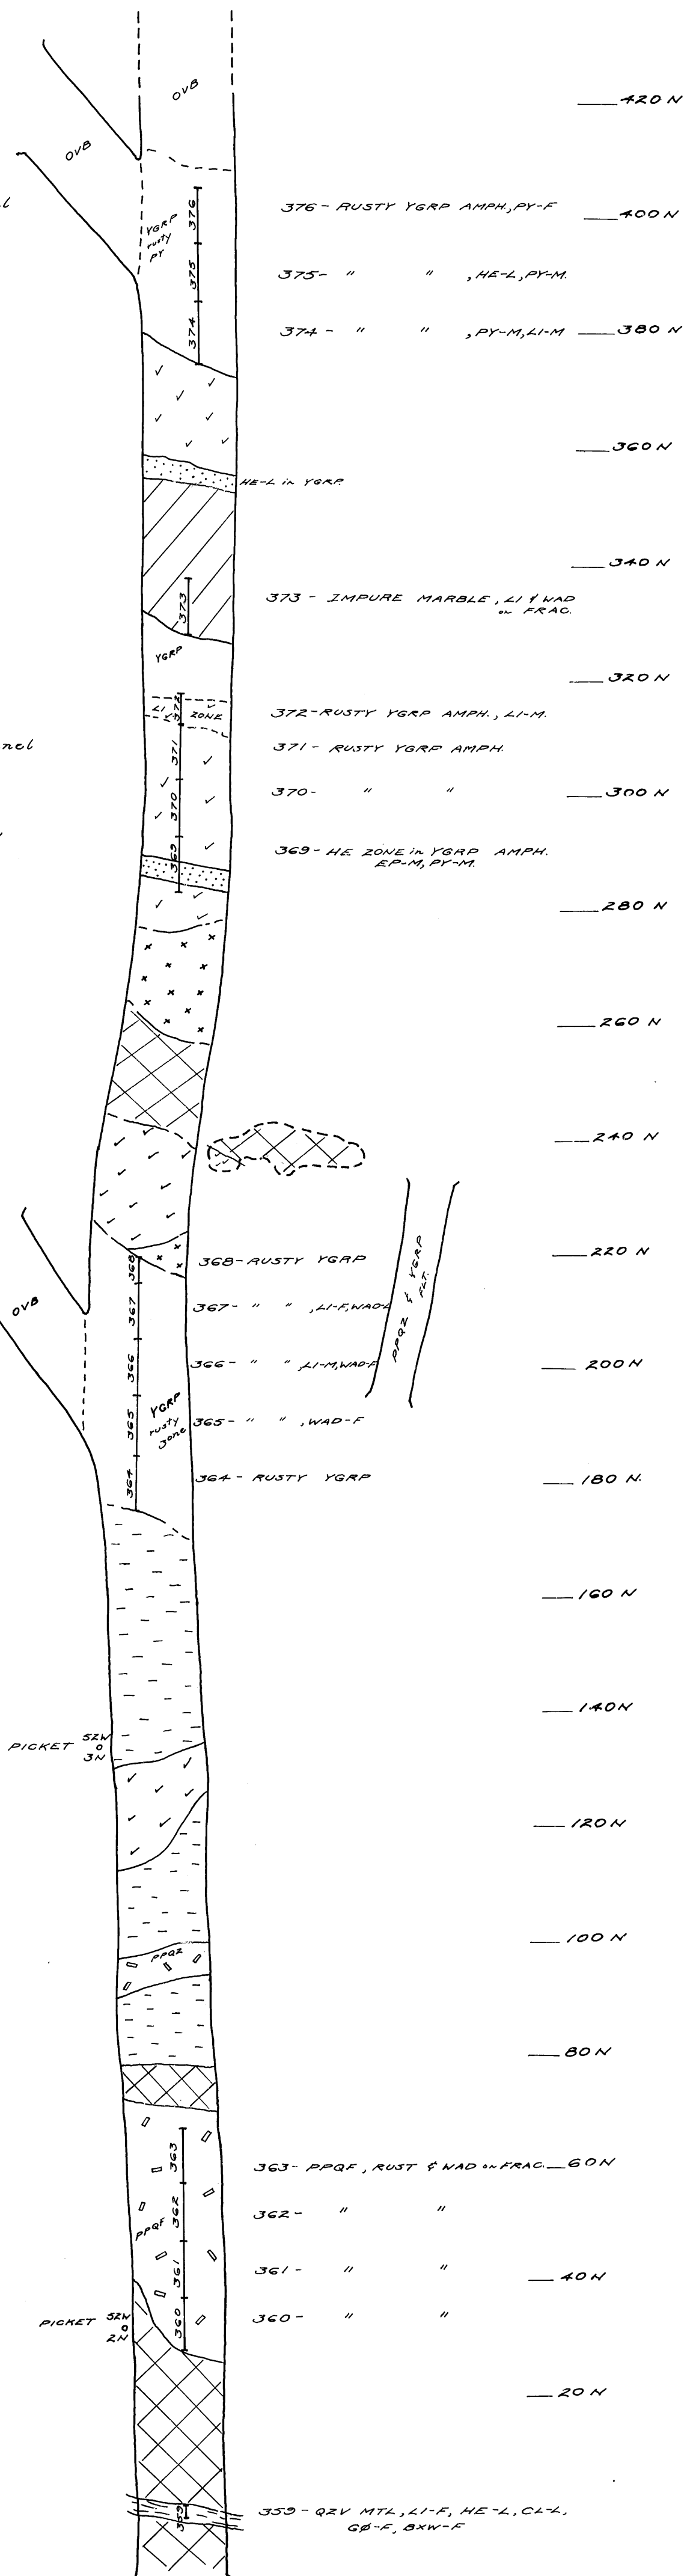 OVB
420 N
OVB
376
YGRP
rusty
PY
376 - RUSTY YGRP AMPH., PY-F
400 N
375
375 - " " , HE-L, PY-M.
374
374 - " " , PY-M, LI-M
380 N
360 N
HE-L in YGRP.
340 N
373
373 - IMPURE MARBLE, LI & WAD
on FRAC.
YGRP
320 N
LI ZONE
372
372 - RUSTY YGRP AMPH., LI-M.
nel
371
371 - RUSTY YGRP AMPH.
370
370 - " "
300 N
369
369 - HE ZONE in YGRP AMPH.
EP-M, PY-M.
280 N
260 N
240 N
220 N
368
368 - RUSTY YGRP
PPQZ & YGRP
FLT.
OVB
367
367 - " " , LI-F, WAD-L
366
366 - " " , LI-M, WAD-F
200 N
YGRP
rusty
zone
365
365 - " " , WAD-F
364
364 - RUSTY YGRP
180 N.
160 N
140 N
PICKET 52W
0
3N
120 N
100 N
PPQZ
80 N
363
363 - PPQF, RUST & WAD on FRAC.
60 N
362
362 - " "
PPQF
361
361 - " "
40 N
360
360 - " "
PICKET 52W
0
2N
20 N
359
359 - QZV MTL, LI-F, HE-L, CL-L,
GØ-F, BXW-F